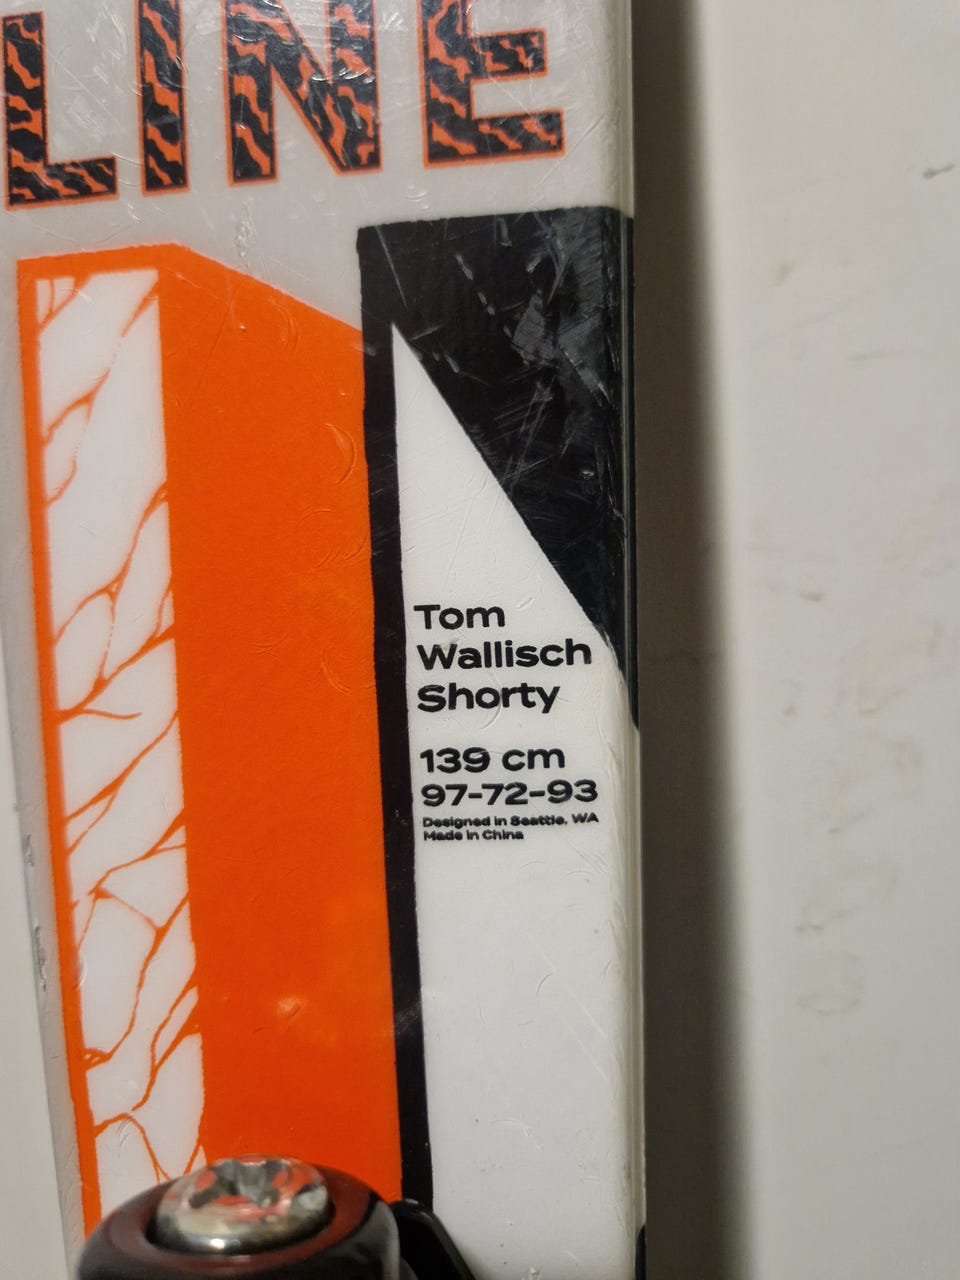 LINE
Tom
Wallisch
Shorty
139 cm
97-72-93
Designed in Seattle, WA
Made in China